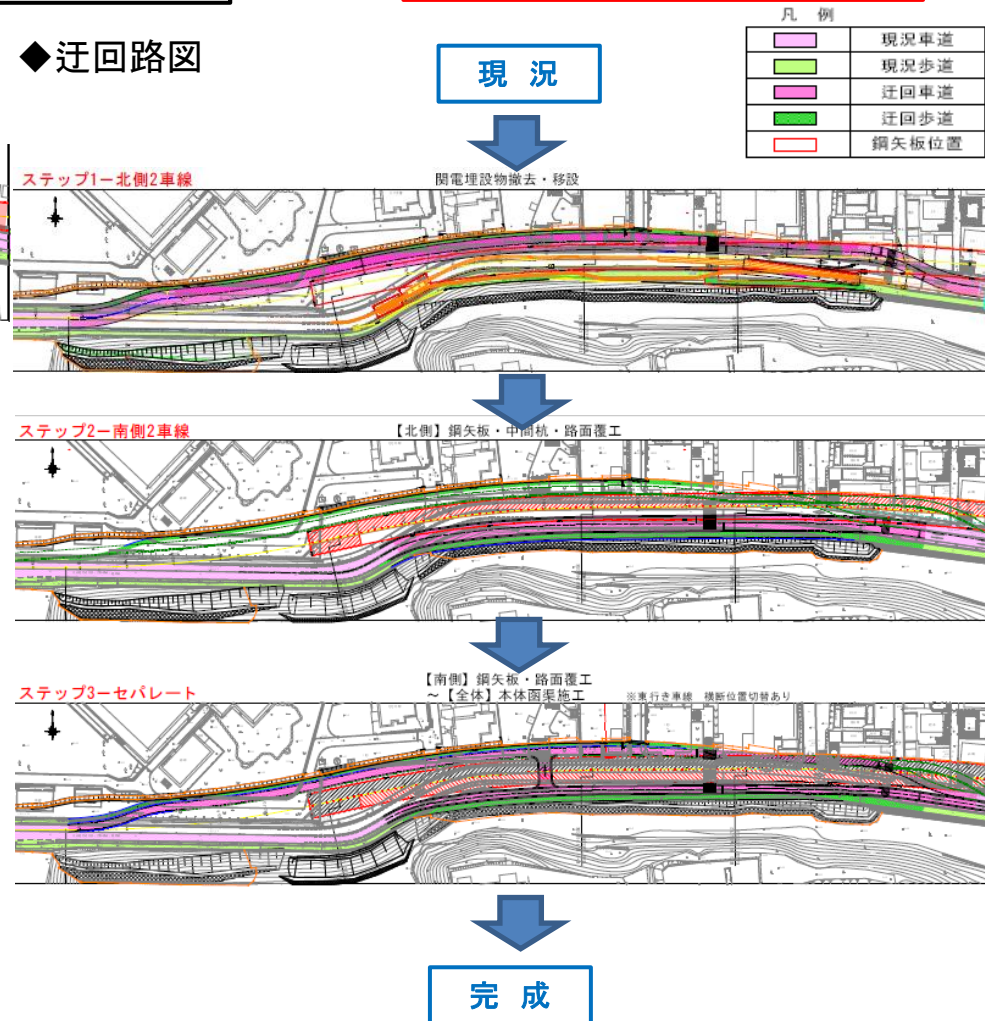 ◆迂回路図
現 況
凡 例
現況車道
現況歩道
迂回車道
迂回歩道
鋼矢板位置
ステップ1ー北側2車線
関電埋設物撤去・移設
ステップ2ー南側2車線
【北側】鋼矢板・中間杭・路面覆工
ステップ3ーセパレート
【南側】鋼矢板・路面覆工
~【全体】本体函渠施工
※東行き車線 横断位置切替あり
完 成